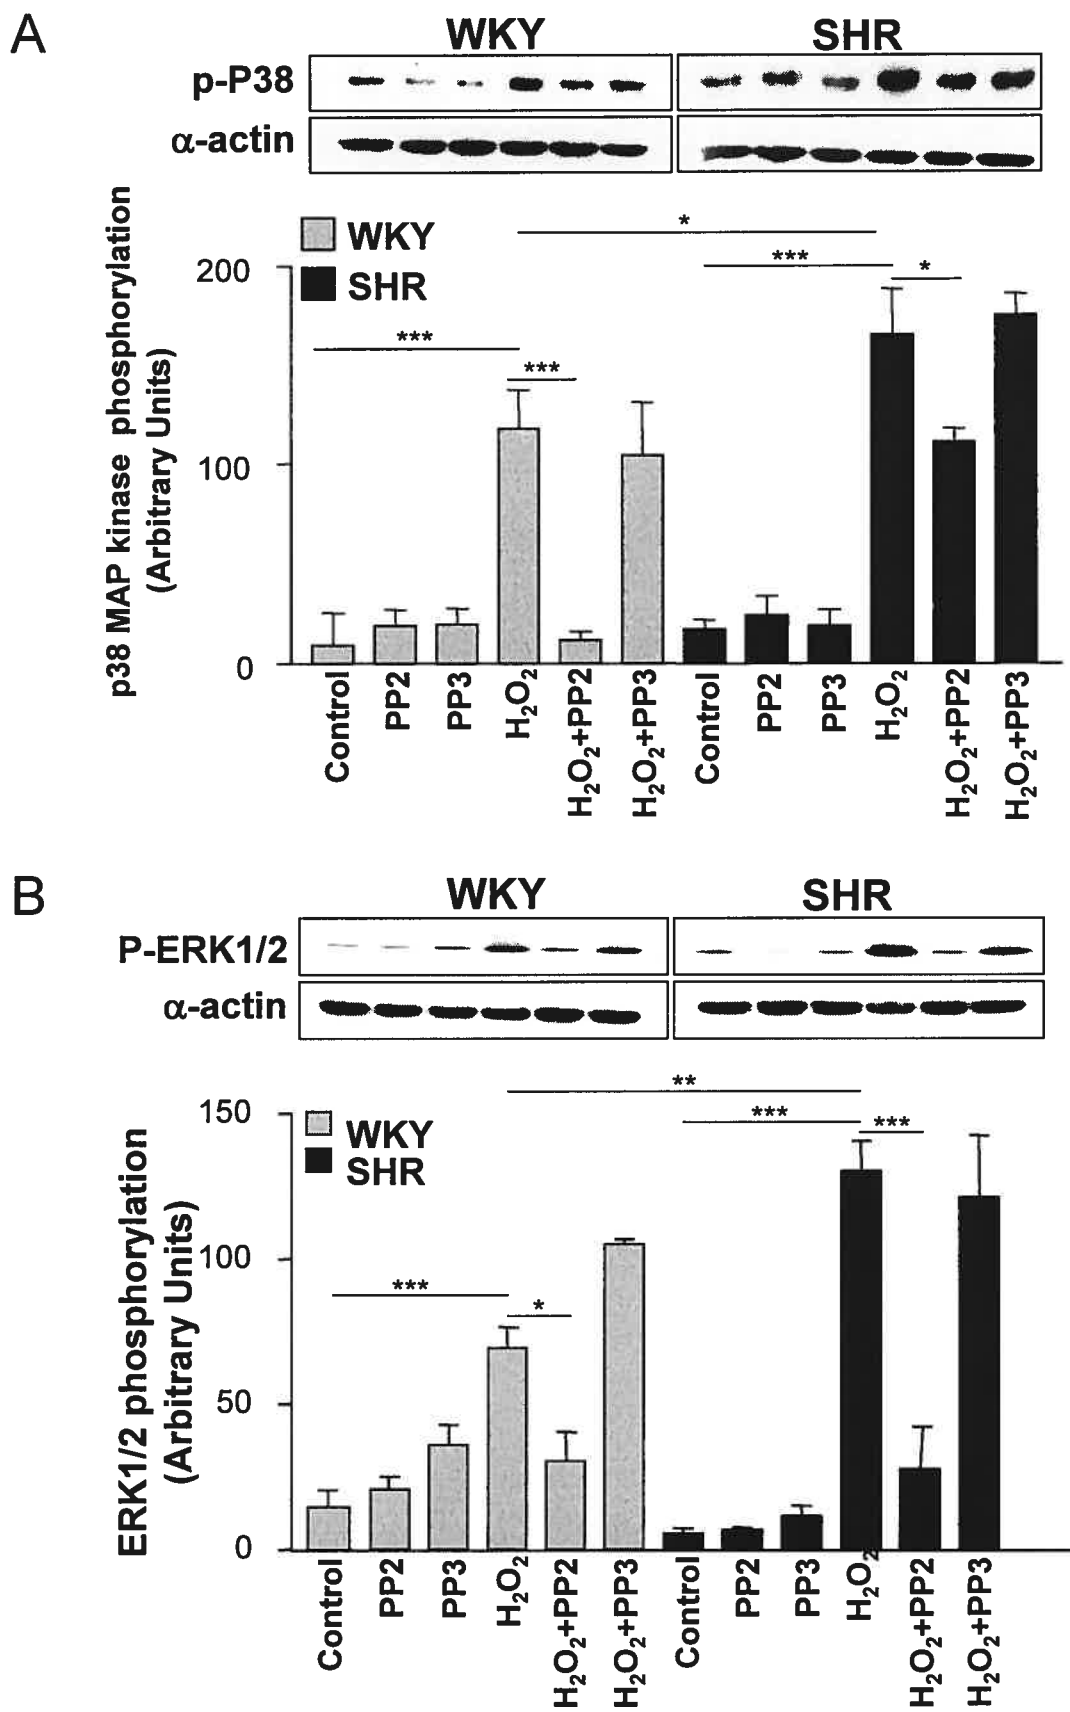 A
WKY SHR
p-P38
α-actin
WKY
SHR
p38 MAP kinase phosphorylation
(Arbitrary Units)
200
100
0
*
***
*
***
***
Control PP2 PP3 H₂O₂ H₂O₂+PP2 H₂O₂+PP3 Control PP2 PP3 H₂O₂ H₂O₂+PP2 H₂O₂+PP3
B
WKY SHR
P-ERK1/2
α-actin
WKY
SHR
ERK1/2 phosphorylation
(Arbitrary Units)
150
100
50
0
**
***
***
***
*
Control PP2 PP3 H₂O₂ H₂O₂+PP2 H₂O₂+PP3 Control PP2 PP3 H₂O₂ H₂O₂+PP2 H₂O₂+PP3